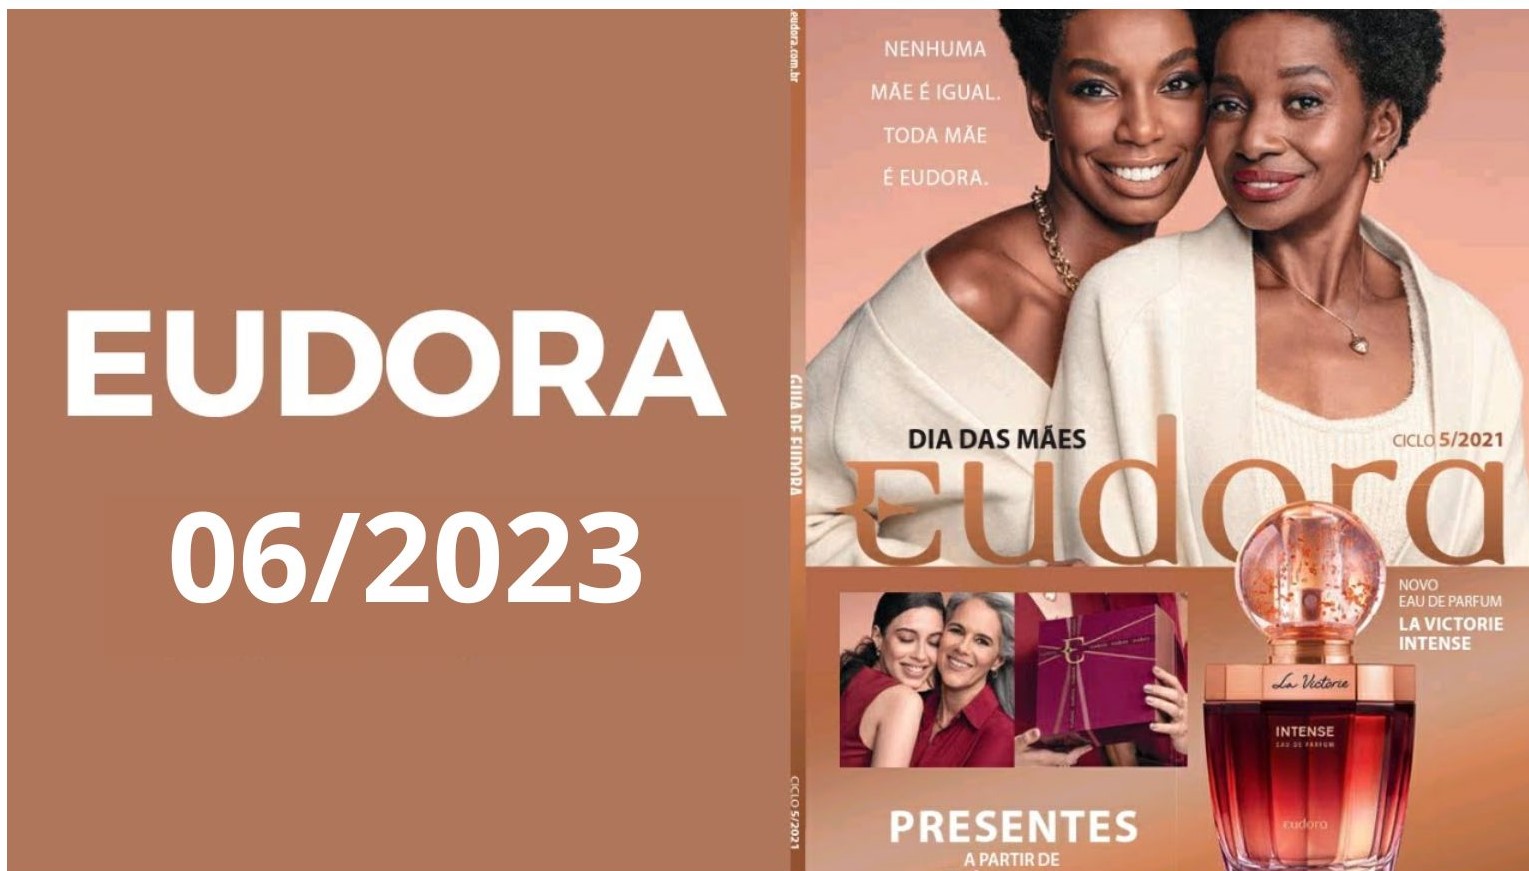 EUDORA
06/2023
eudora.com.br
GUIA DE EUDORA
CICLO 5/2021
NENHUMA
MÃE É IGUAL.
TODA MÃE
É EUDORA.
DIA DAS MÃES
CICLO 5/2021
Eudora
NOVO
EAU DE PARFUM
LA VICTORIE
INTENSE
La Victorie
INTENSE
EAU DE PARFUM
eudora
PRESENTES
A PARTIR DE